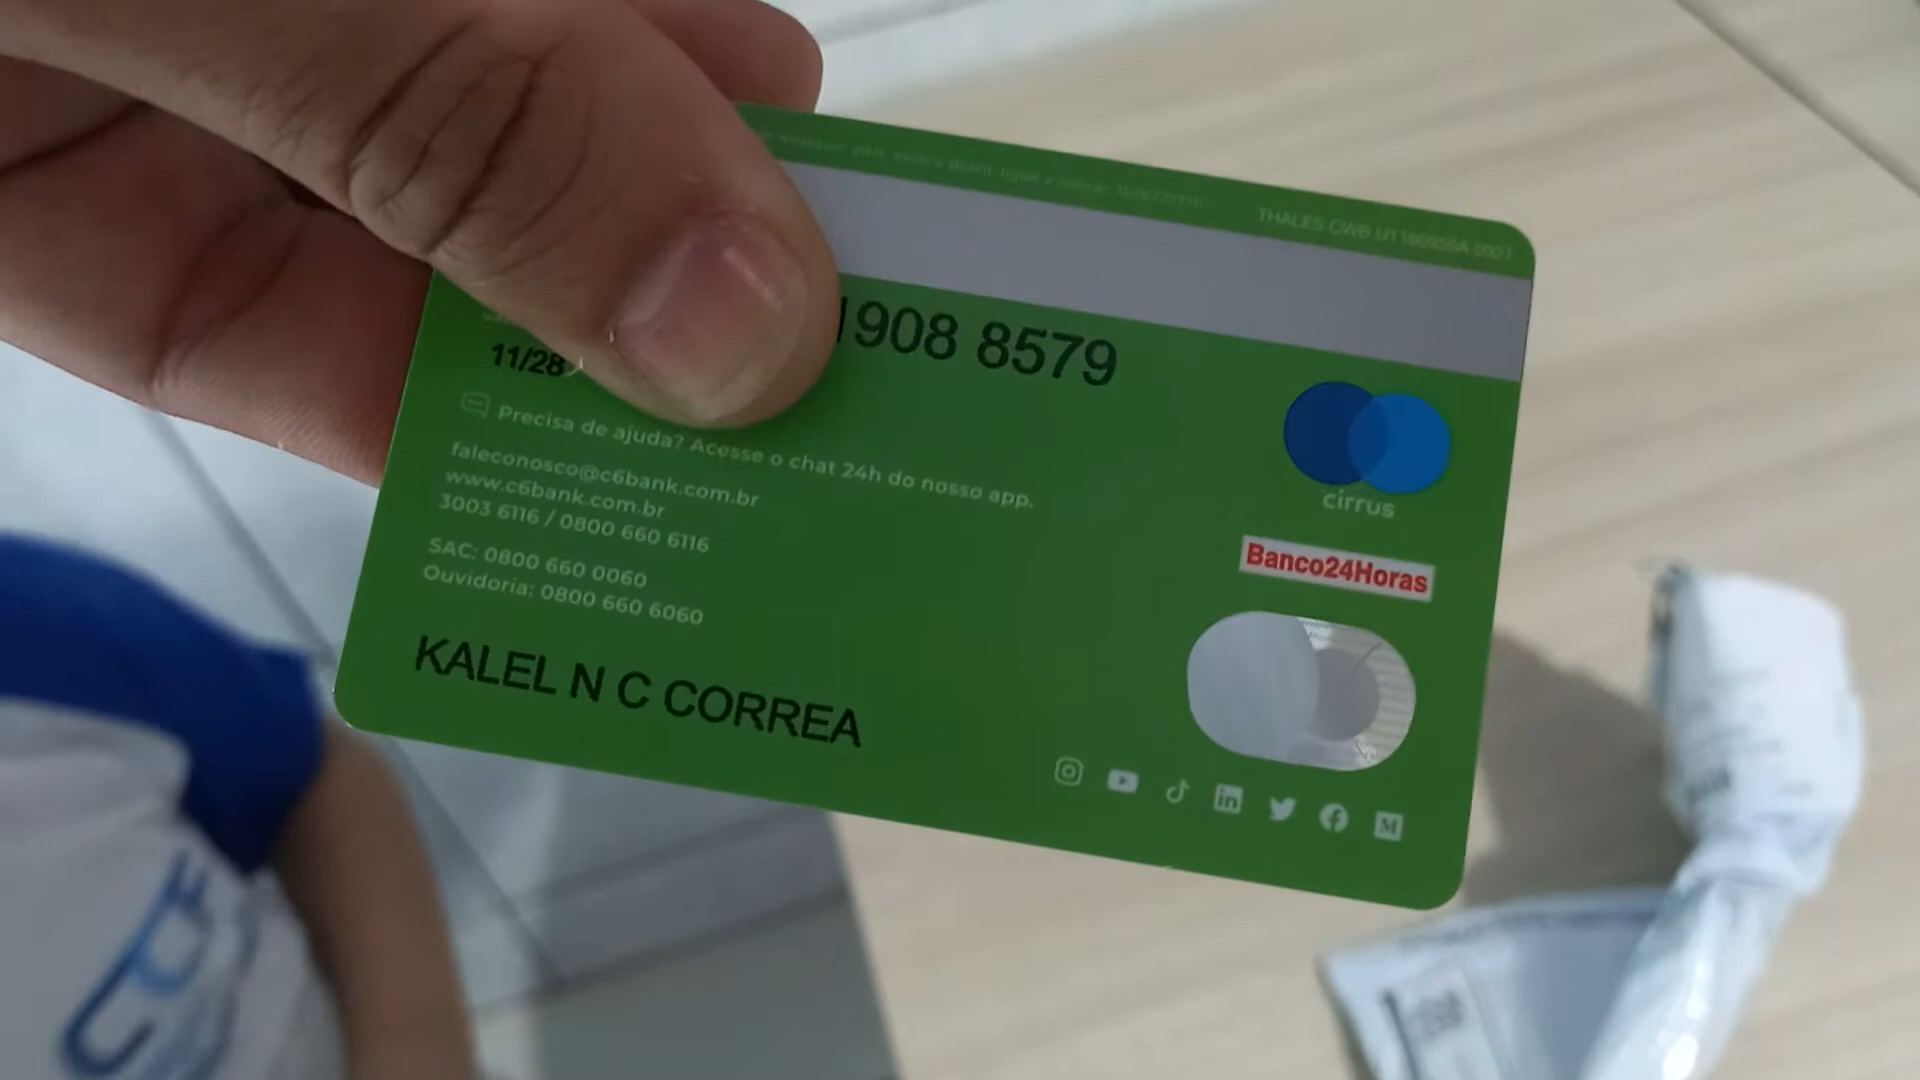 THALES CWB
1908 8579
11/28
Precisa de ajuda? Acesse o chat 24h do nosso app.
faleconosco@c6bank.com.br
www.c6bank.com.br
3003 6116 / 0800 660 6116
SAC: 0800 660 0060
Ouvidoria: 0800 660 6060
KALEL N C CORREA
cirrus
Banco24Horas